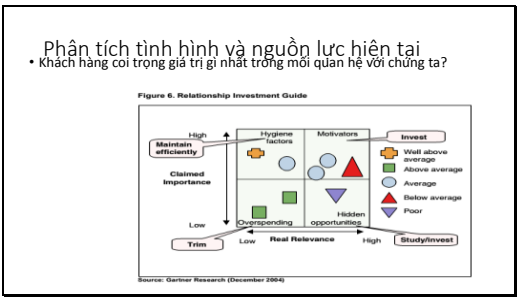 Phân tích tình hình và nguồn lực hiện tại
• Khách hàng coi trọng giá trị gì nhất trong mối quan hệ với chúng ta?
Figure 6. Relationship Investment Guide
High
Hygiene
factors
Motivators
Invest
Maintain
efficiently
Well above
average
Above average
Claimed
Importance
Average
Below average
Poor
Low
Overspending
Hidden
opportunities
Trim
Low
Real Relevance
High
Study/invest
Source: Gartner Research (December 2004)